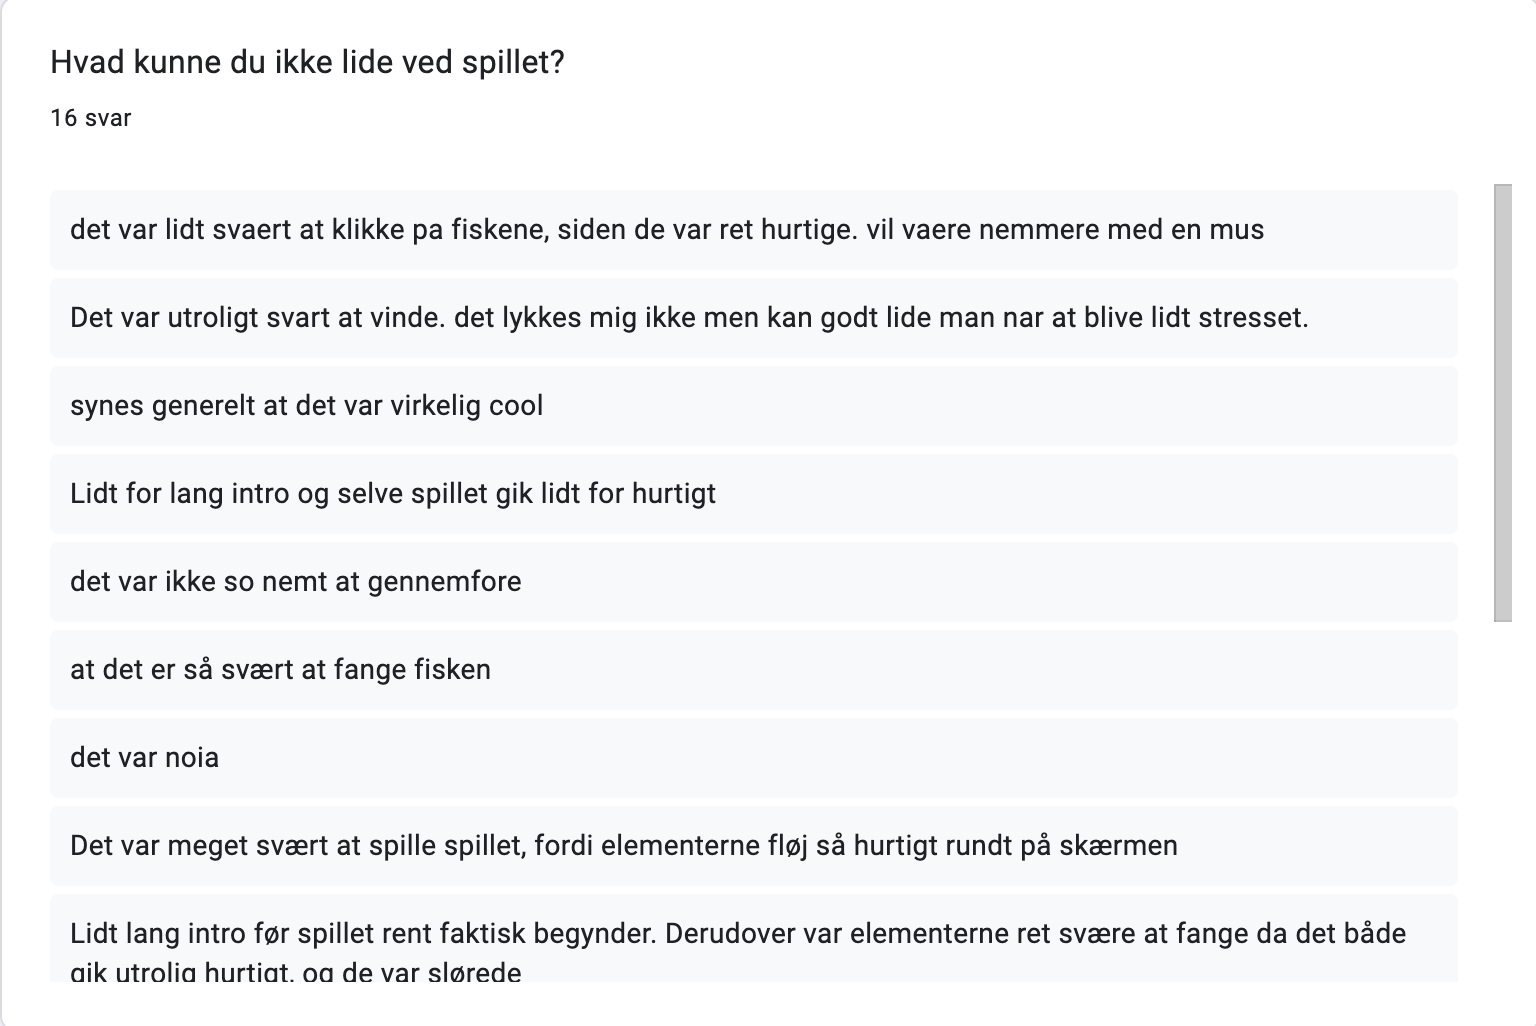 Hvad kunne du ikke lide ved spillet?
16 svar
det var lidt svaert at klikke pa fiskene, siden de var ret hurtige. vil vaere nemmere med en mus
Det var utroligt svart at vinde. det lykkes mig ikke men kan godt lide man nar at blive lidt stresset.
synes generelt at det var virkelig cool
Lidt for lang intro og selve spillet gik lidt for hurtigt
det var ikke so nemt at gennemfore
at det er så svært at fange fisken
det var noia
Det var meget svært at spille spillet, fordi elementerne fløj så hurtigt rundt på skærmen
Lidt lang intro før spillet rent faktisk begynder. Derudover var elementerne ret svære at fange da det både
gik utrolig hurtigt, og de var slørede